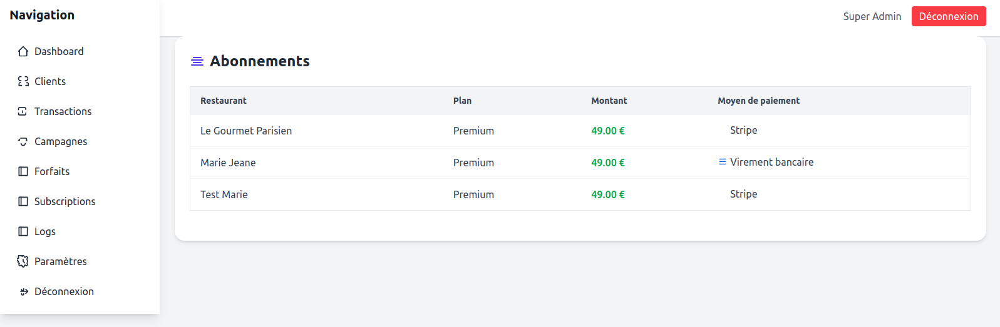 Navigation
Super Admin Déconnexion
Dashboard
Clients
Transactions
Campagnes
Forfaits
Subscriptions
Logs
Paramètres
Déconnexion
Abonnements
Restaurant Plan Montant Moyen de paiement
Le Gourmet Parisien Premium 49.00 € Stripe
Marie Jeane Premium 49.00 € Virement bancaire
Test Marie Premium 49.00 € Stripe